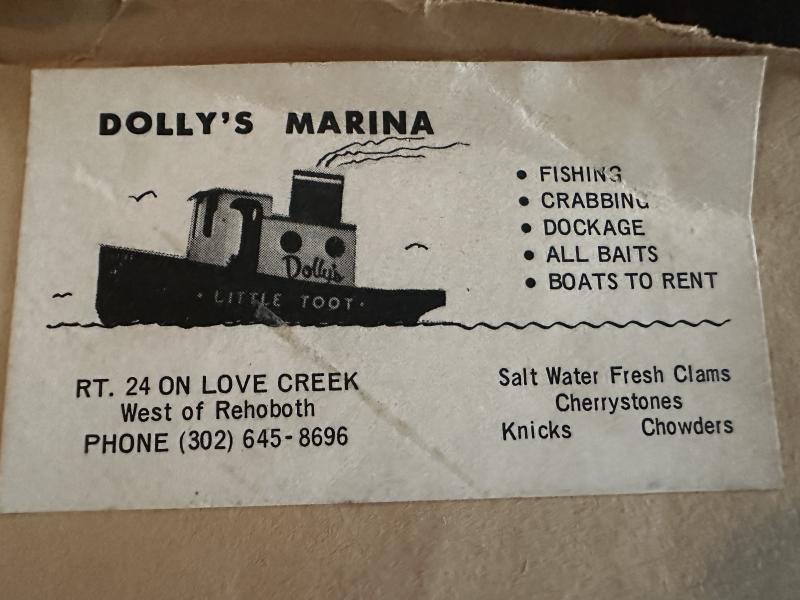 DOLLY'S MARINA
• FISHING
• CRABBING
• DOCKAGE
• ALL BAITS
• BOATS TO RENT
Dolly's
• LITTLE TOOT •
RT. 24 ON LOVE CREEK
West of Rehoboth
PHONE (302) 645-8696
Salt Water Fresh Clams
Cherrystones
Knicks Chowders